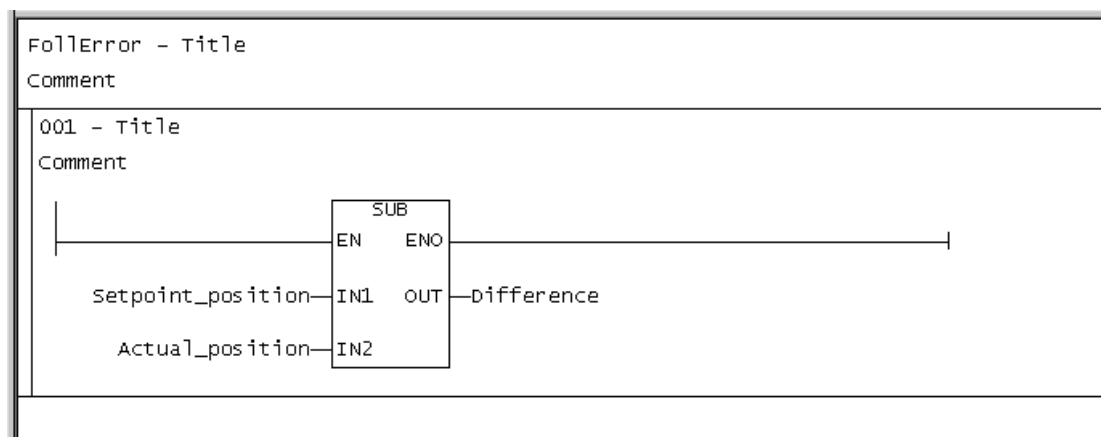 FollError – Title
Comment
001 – Title
Comment
SUB
EN ENO
Setpoint_position IN1 OUT Difference
Actual_position IN2